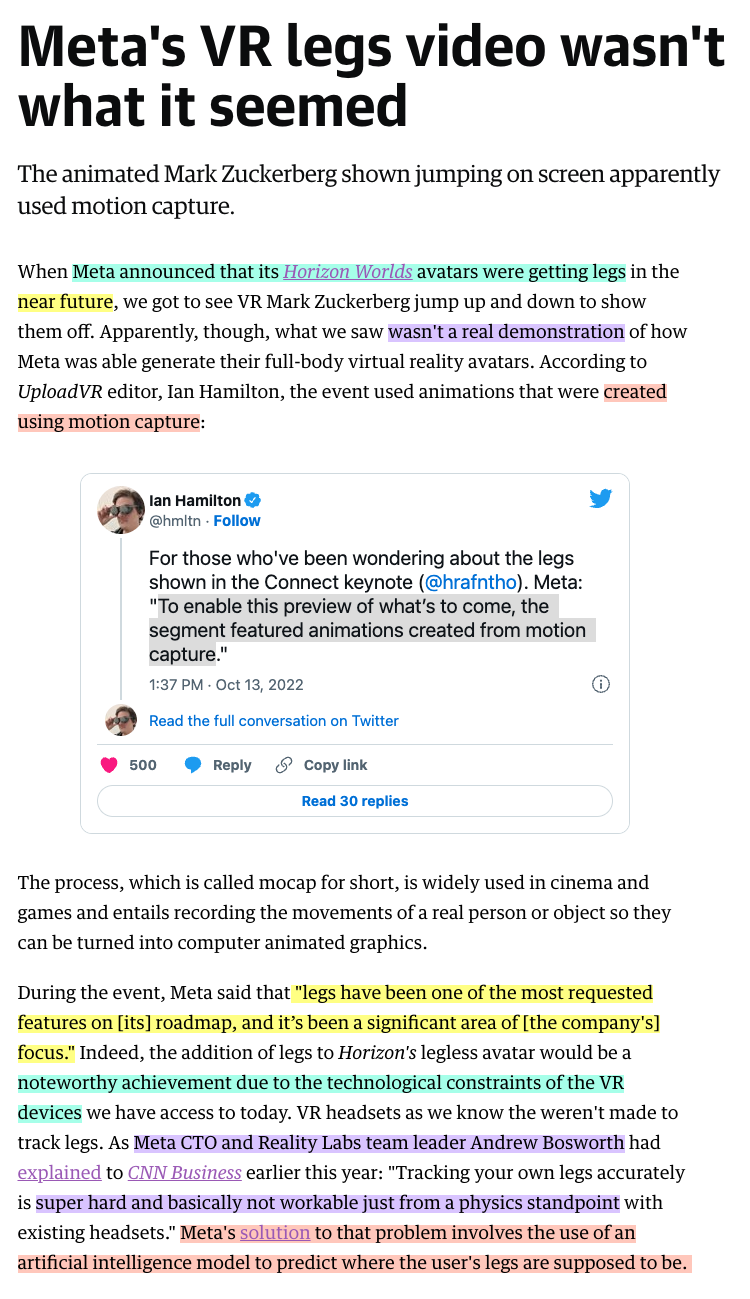 Meta's VR legs video wasn't
what it seemed
The animated Mark Zuckerberg shown jumping on screen apparently
used motion capture.
When Meta announced that its Horizon Worlds avatars were getting legs in the
near future, we got to see VR Mark Zuckerberg jump up and down to show
them off. Apparently, though, what we saw wasn't a real demonstration of how
Meta was able generate their full-body virtual reality avatars. According to
UploadVR editor, Ian Hamilton, the event used animations that were created
using motion capture:
Ian Hamilton
@hmltn · Follow
For those who've been wondering about the legs
shown in the Connect keynote (@hrafntho). Meta:
"To enable this preview of what's to come, the
segment featured animations created from motion
capture."
1:37 PM · Oct 13, 2022
Read the full conversation on Twitter
500 Reply Copy link
Read 30 replies
The process, which is called mocap for short, is widely used in cinema and
games and entails recording the movements of a real person or object so they
can be turned into computer animated graphics.
During the event, Meta said that "legs have been one of the most requested
features on [its] roadmap, and it's been a significant area of [the company's]
focus." Indeed, the addition of legs to Horizon's legless avatar would be a
noteworthy achievement due to the technological constraints of the VR
devices we have access to today. VR headsets as we know the weren't made to
track legs. As Meta CTO and Reality Labs team leader Andrew Bosworth had
explained to CNN Business earlier this year: "Tracking your own legs accurately
is super hard and basically not workable just from a physics standpoint with
existing headsets." Meta's solution to that problem involves the use of an
artificial intelligence model to predict where the user's legs are supposed to be.